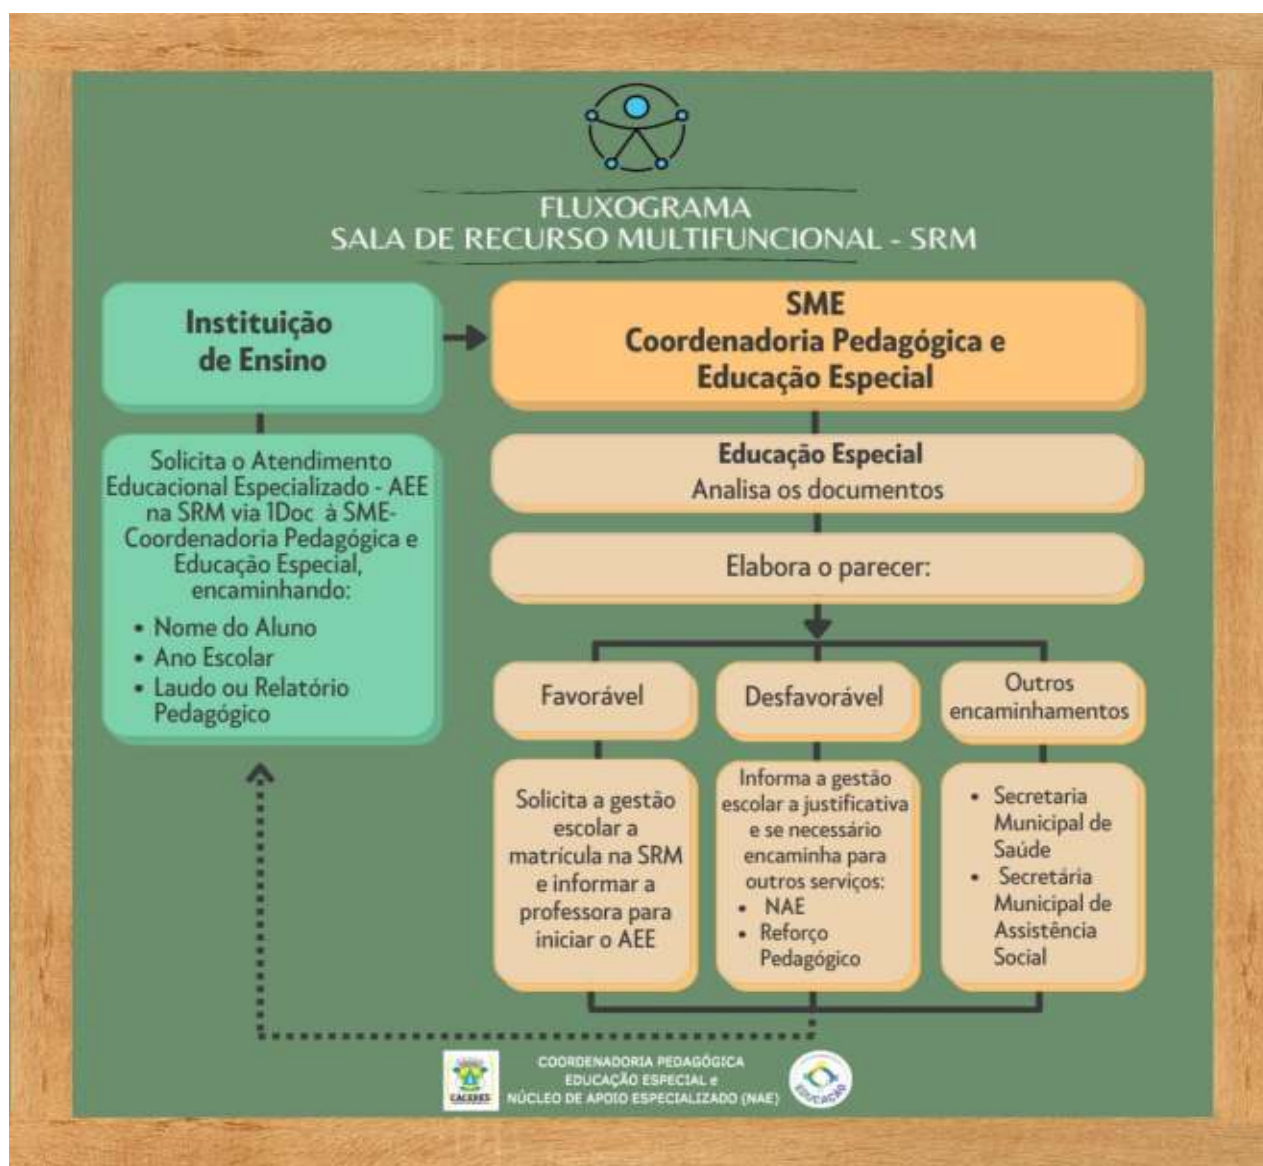 FLUXOGRAMA
SALA DE RECURSO MULTIFUNCIONAL - SRM
Instituição
de Ensino
Solicita o Atendimento
Educacional Especializado - AEE
na SRM via 1Doc à SME-
Coordenadoria Pedagógica e
Educação Especial,
encaminhando:
• Nome do Aluno
• Ano Escolar
• Laudo ou Relatório
Pedagógico
SME
Coordenadoria Pedagógica e
Educação Especial
Educação Especial
Analisa os documentos
Elabora o parecer:
Favorável
Solicita a gestão
escolar a
matrícula na SRM
e informar a
professora para
iniciar o AEE
Desfavorável
Informa a gestão
escolar a justificativa
e se necessário
encaminha para
outros serviços:
• NAE
• Reforço
Pedagógico
Outros
encaminhamentos
• Secretaria
Municipal de
Saúde
• Secretária
Municipal de
Assistência
Social
CÁCERES
COORDENADORIA PEDAGÓGICA
EDUCAÇÃO ESPECIAL e
NÚCLEO DE APOIO ESPECIALIZADO (NAE)
EDUCAÇÃO